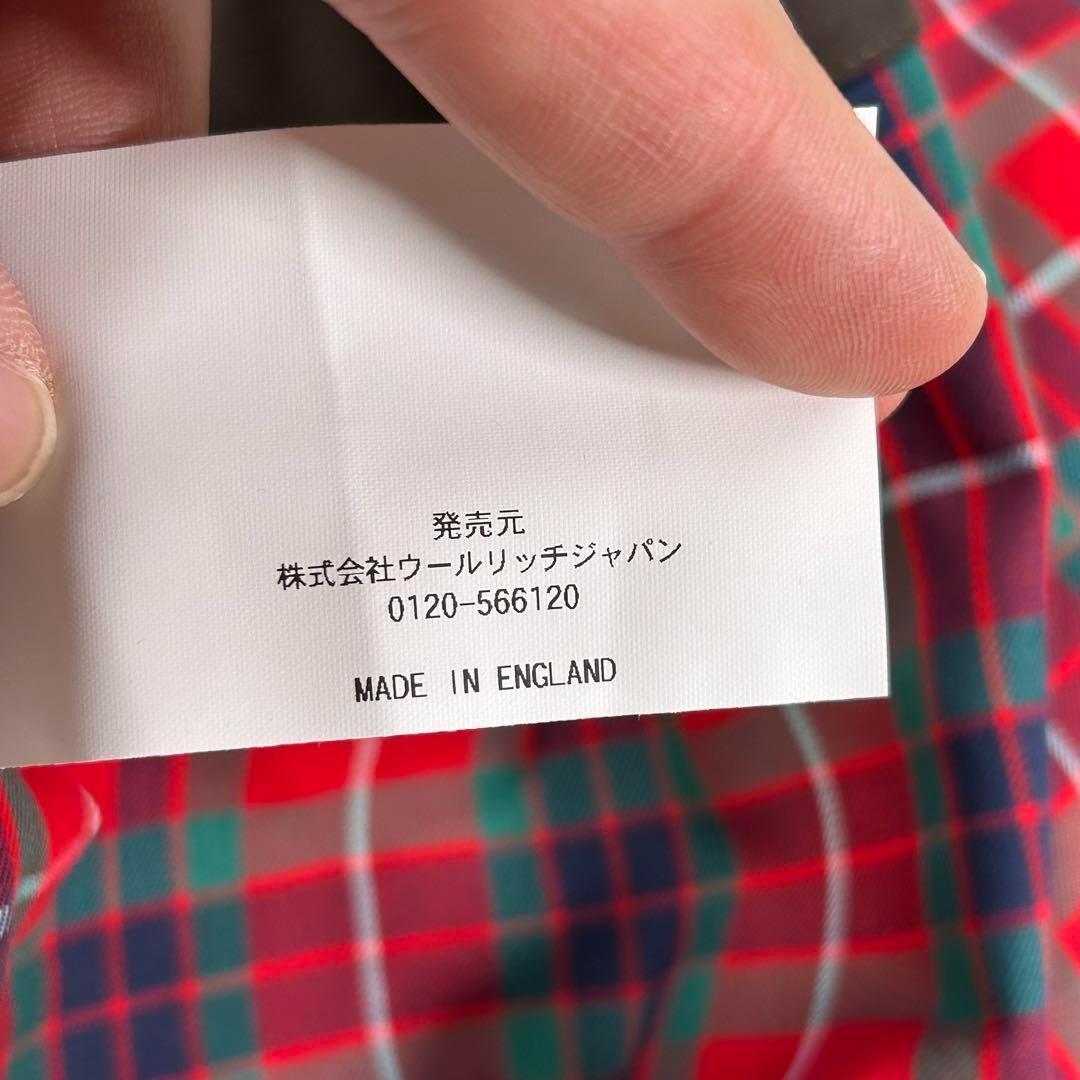 発売元
株式会社ウールリッチジャパン
0120-566120
MADE IN ENGLAND